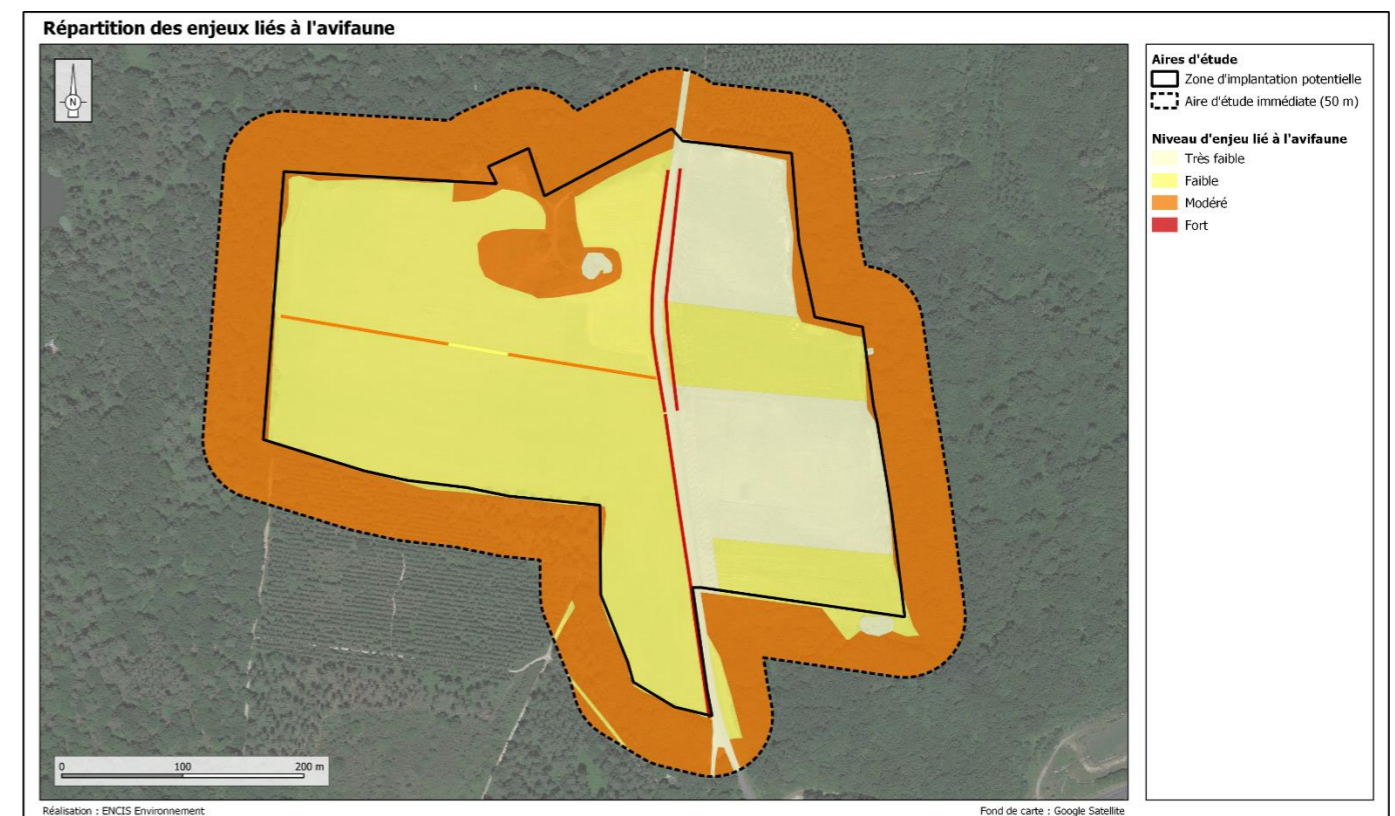 Répartition des enjeux liés à l'avifaune
N
Aires d'étude
Zone d'implantation potentielle
Aire d'étude immédiate (50 m)
Niveau d'enjeu lié à l'avifaune
Très faible
Faible
Modéré
Fort
0 100 200 m
Réalisation : ENCIS Environnement
Fond de carte : Google Satellite